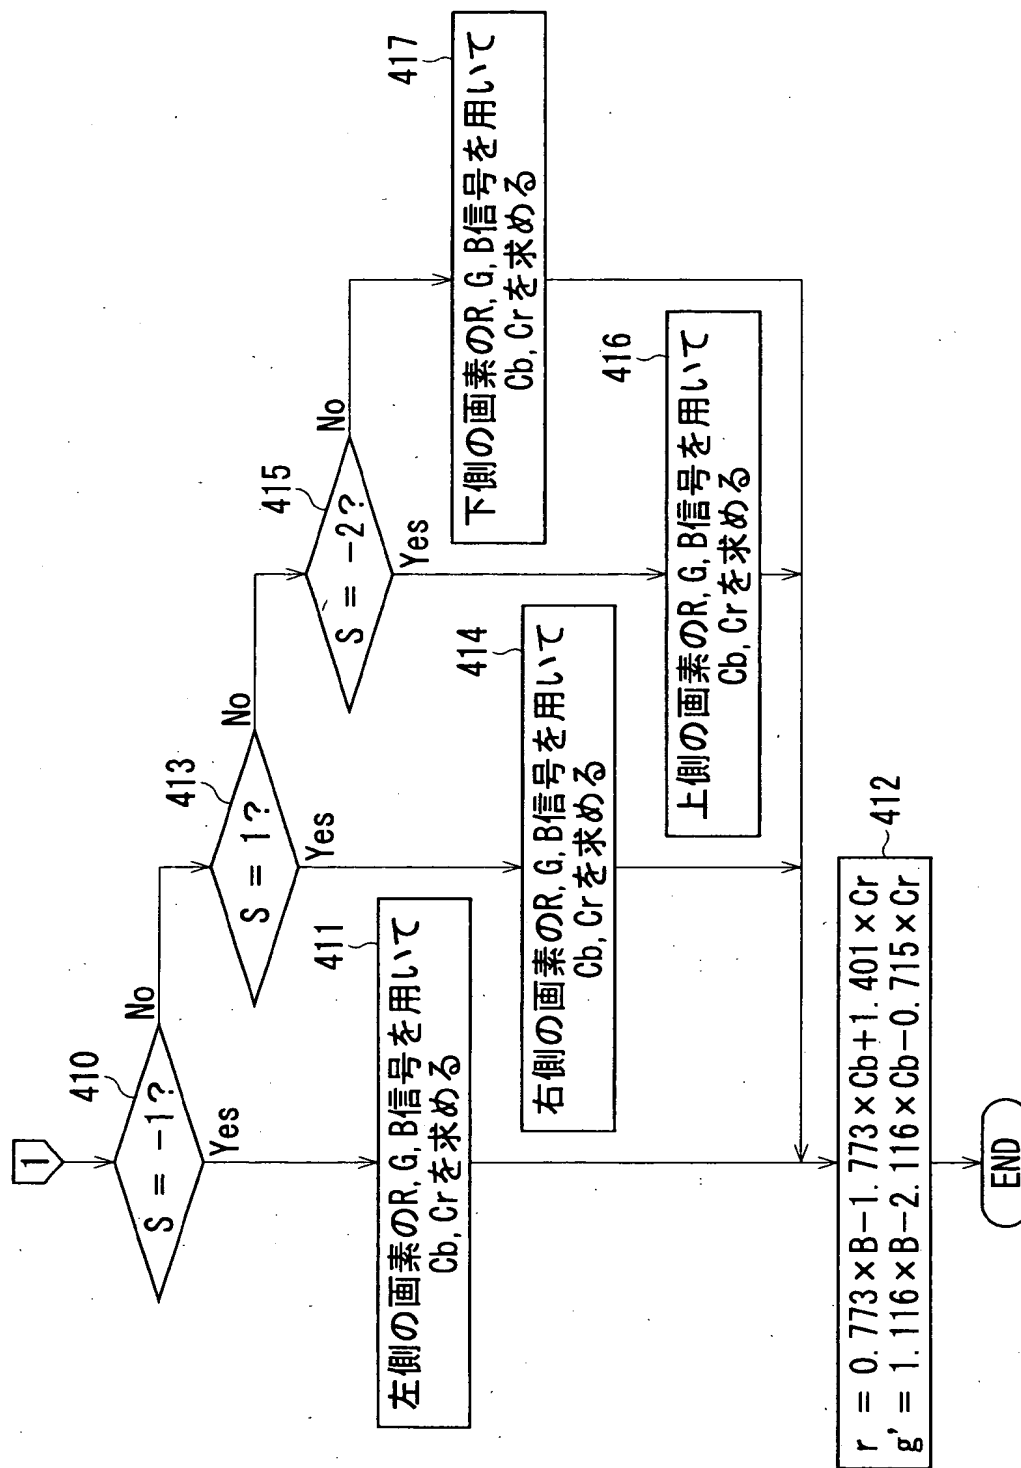 1
410
S = -1?
No
Yes
411
左側の画素のR, G, B信号を用いて
Cb, Crを求める
413
S = 1?
No
Yes
414
右側の画素のR, G, B信号を用いて
Cb, Crを求める
415
S = -2?
No
Yes
416
上側の画素のR, G, B信号を用いて
Cb, Crを求める
417
下側の画素のR, G, B信号を用いて
Cb, Crを求める
412
r = 0.773×B-1.773×Cb+1.401×Cr
g' = 1.116×B-2.116×Cb-0.715×Cr
END